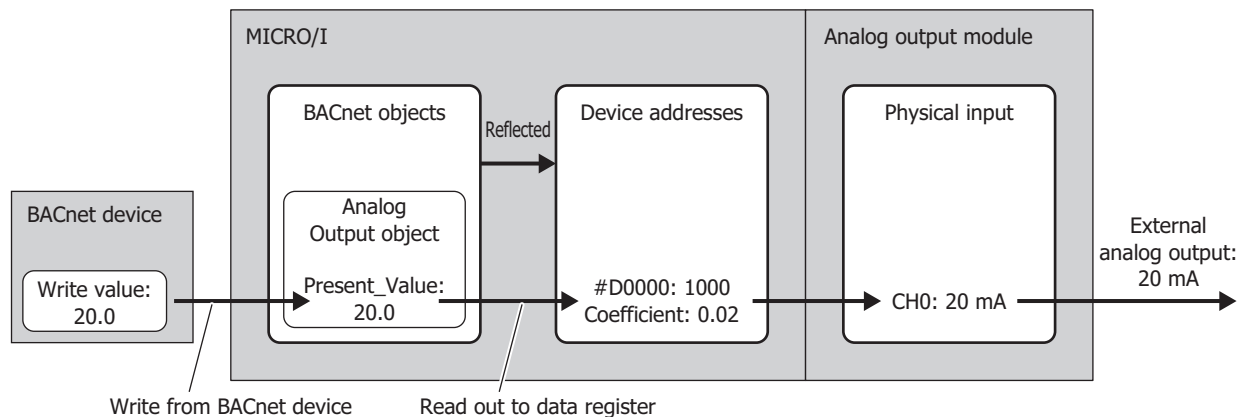 MICRO/I
Analog output module
BACnet objects
Reflected
Device addresses
Physical input
BACnet device
Write value:
20.0
Analog
Output object
Present_Value:
20.0
#D0000: 1000
Coefficient: 0.02
CH0: 20 mA
External
analog output:
20 mA
Write from BACnet device
Read out to data register